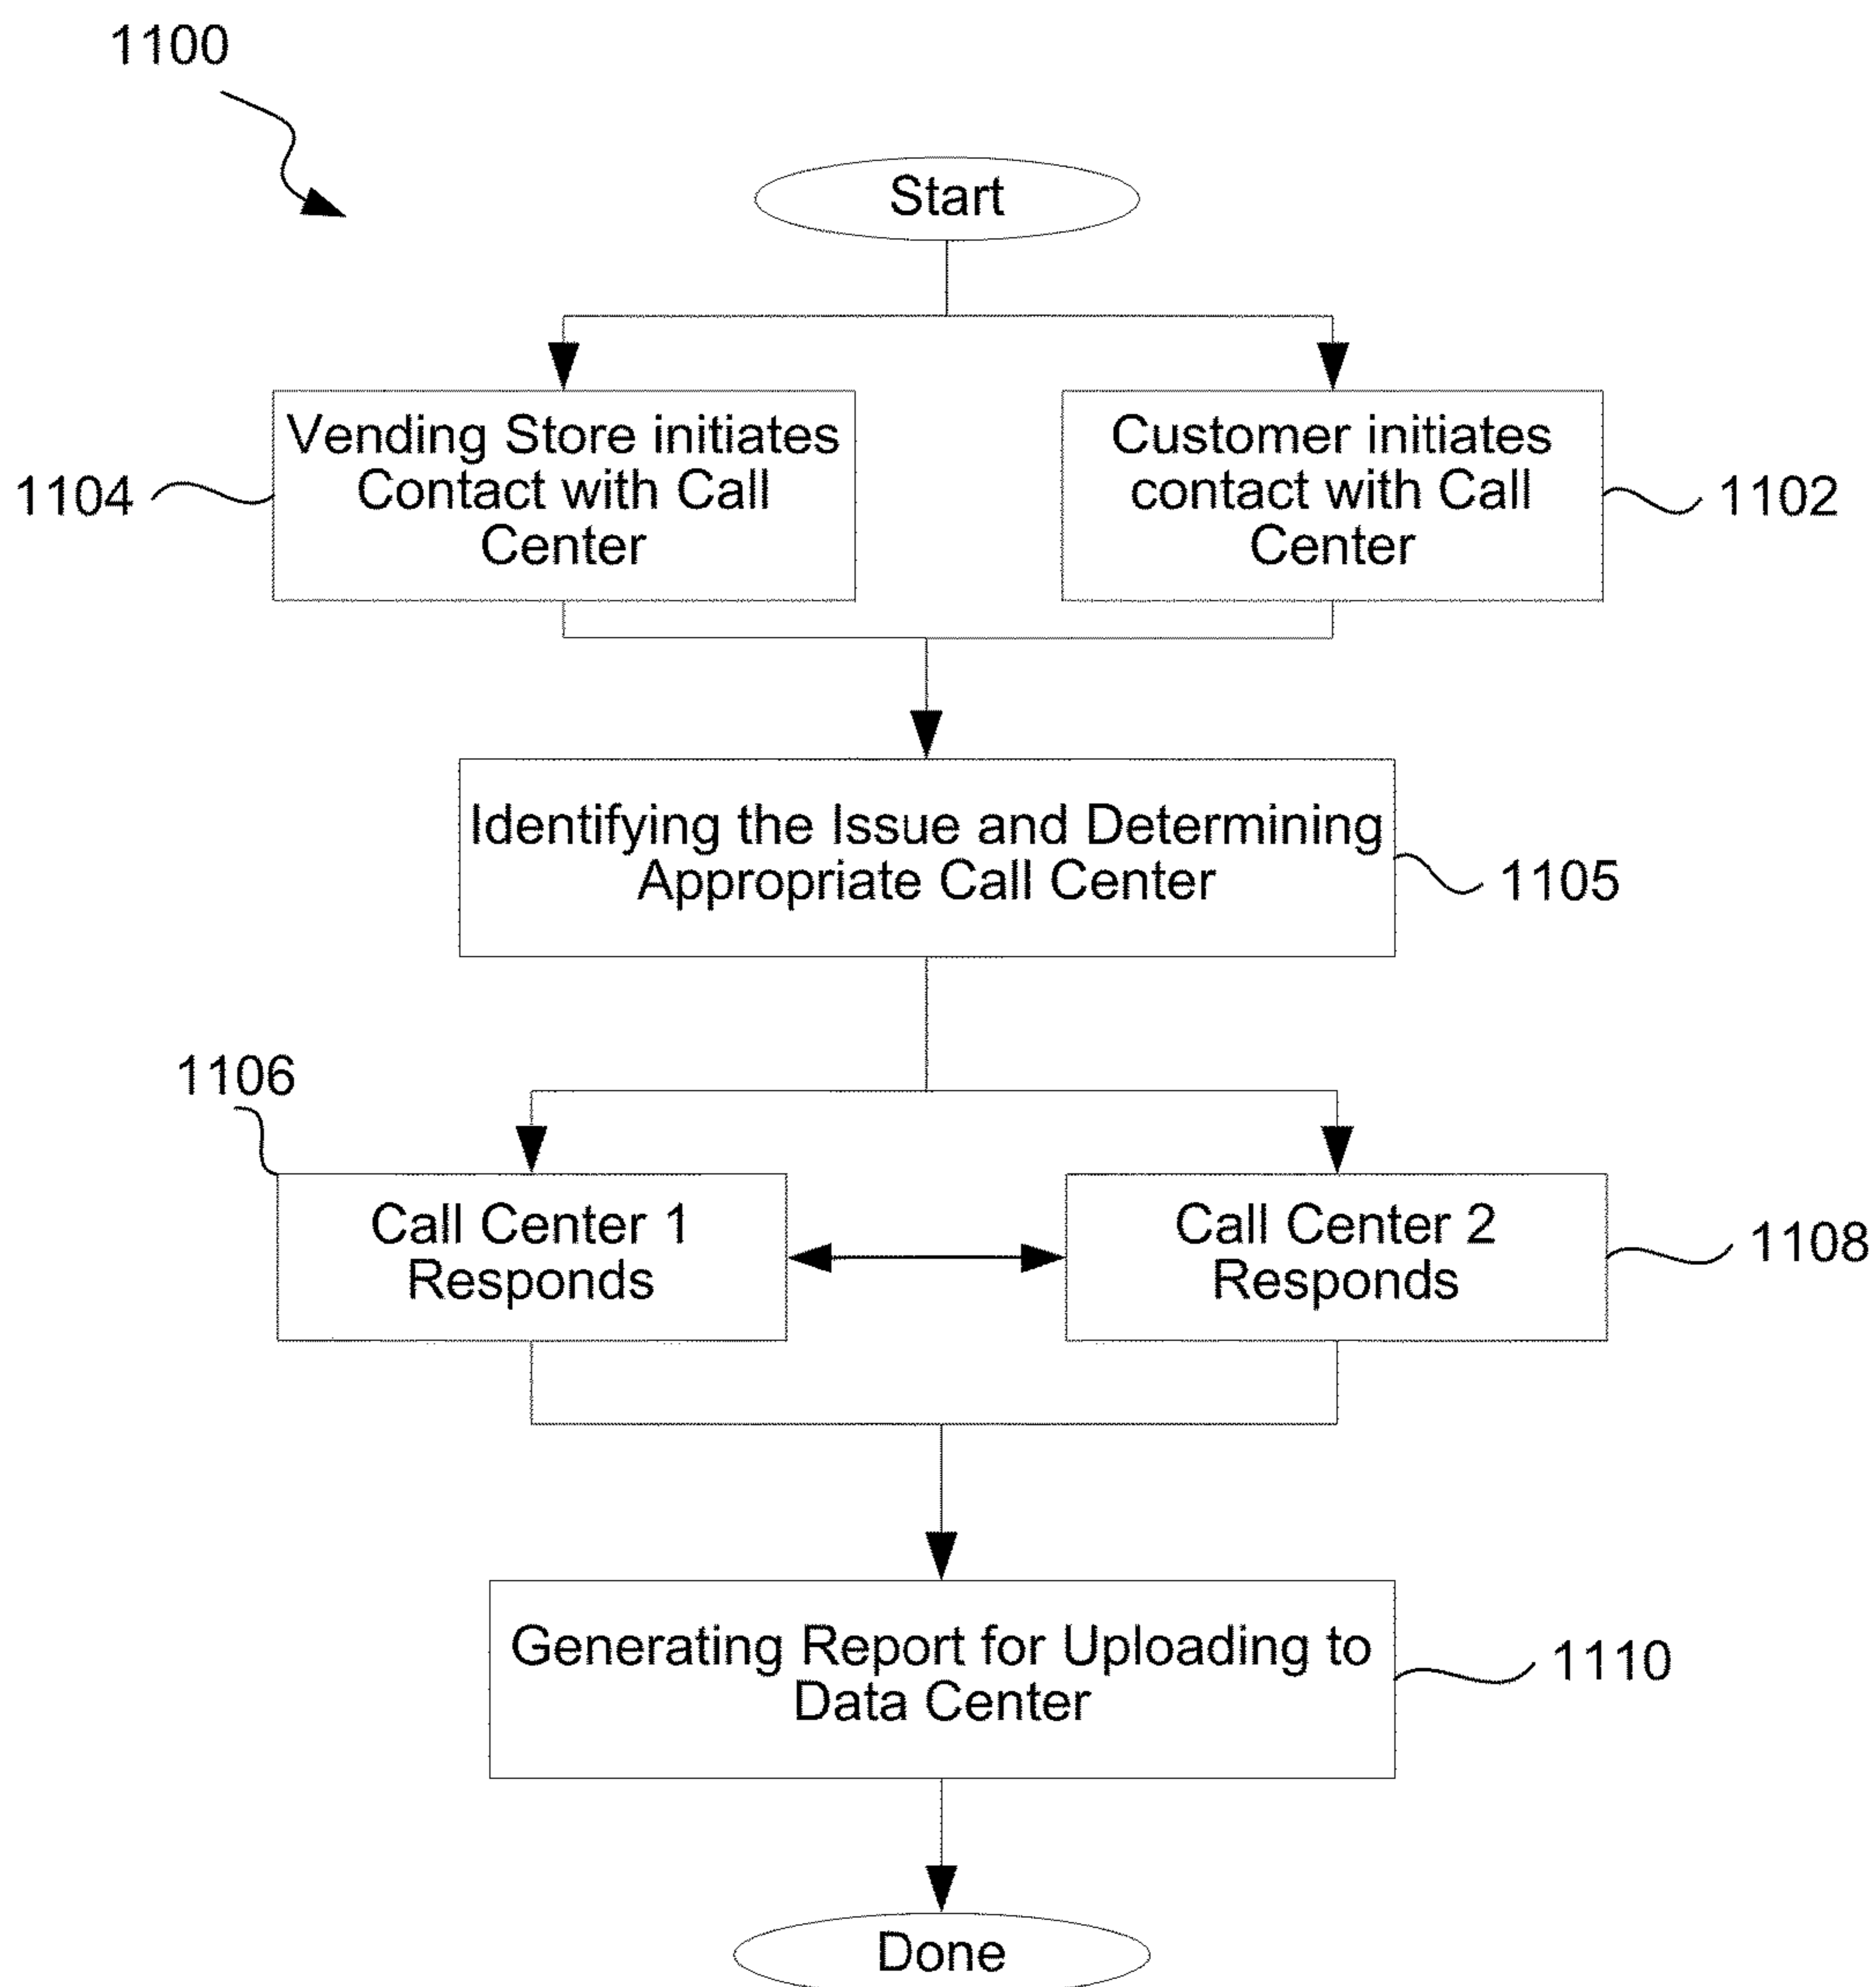 1100
Start
Vending Store initiates
Contact with Call
Center
1104
Customer initiates
contact with Call
Center
1102
Identifying the Issue and Determining
Appropriate Call Center
1105
1106
Call Center 1
Responds
Call Center 2
Responds
1108
Generating Report for Uploading to
Data Center
1110
Done